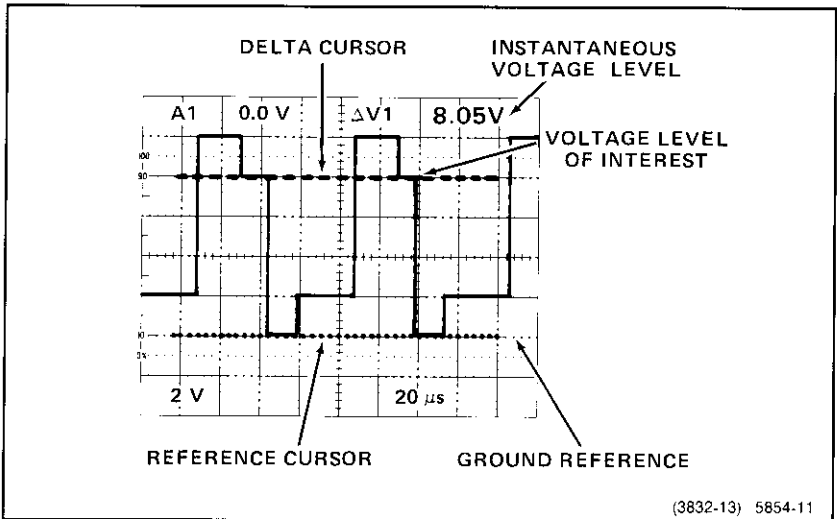 DELTA CURSOR
INSTANTANEOUS
VOLTAGE LEVEL
A1 0.0 V ΔV1 8.05V
VOLTAGE LEVEL
OF INTEREST
90
2 V 20 µs
REFERENCE CURSOR
GROUND REFERENCE
(3832-13) 5854-11